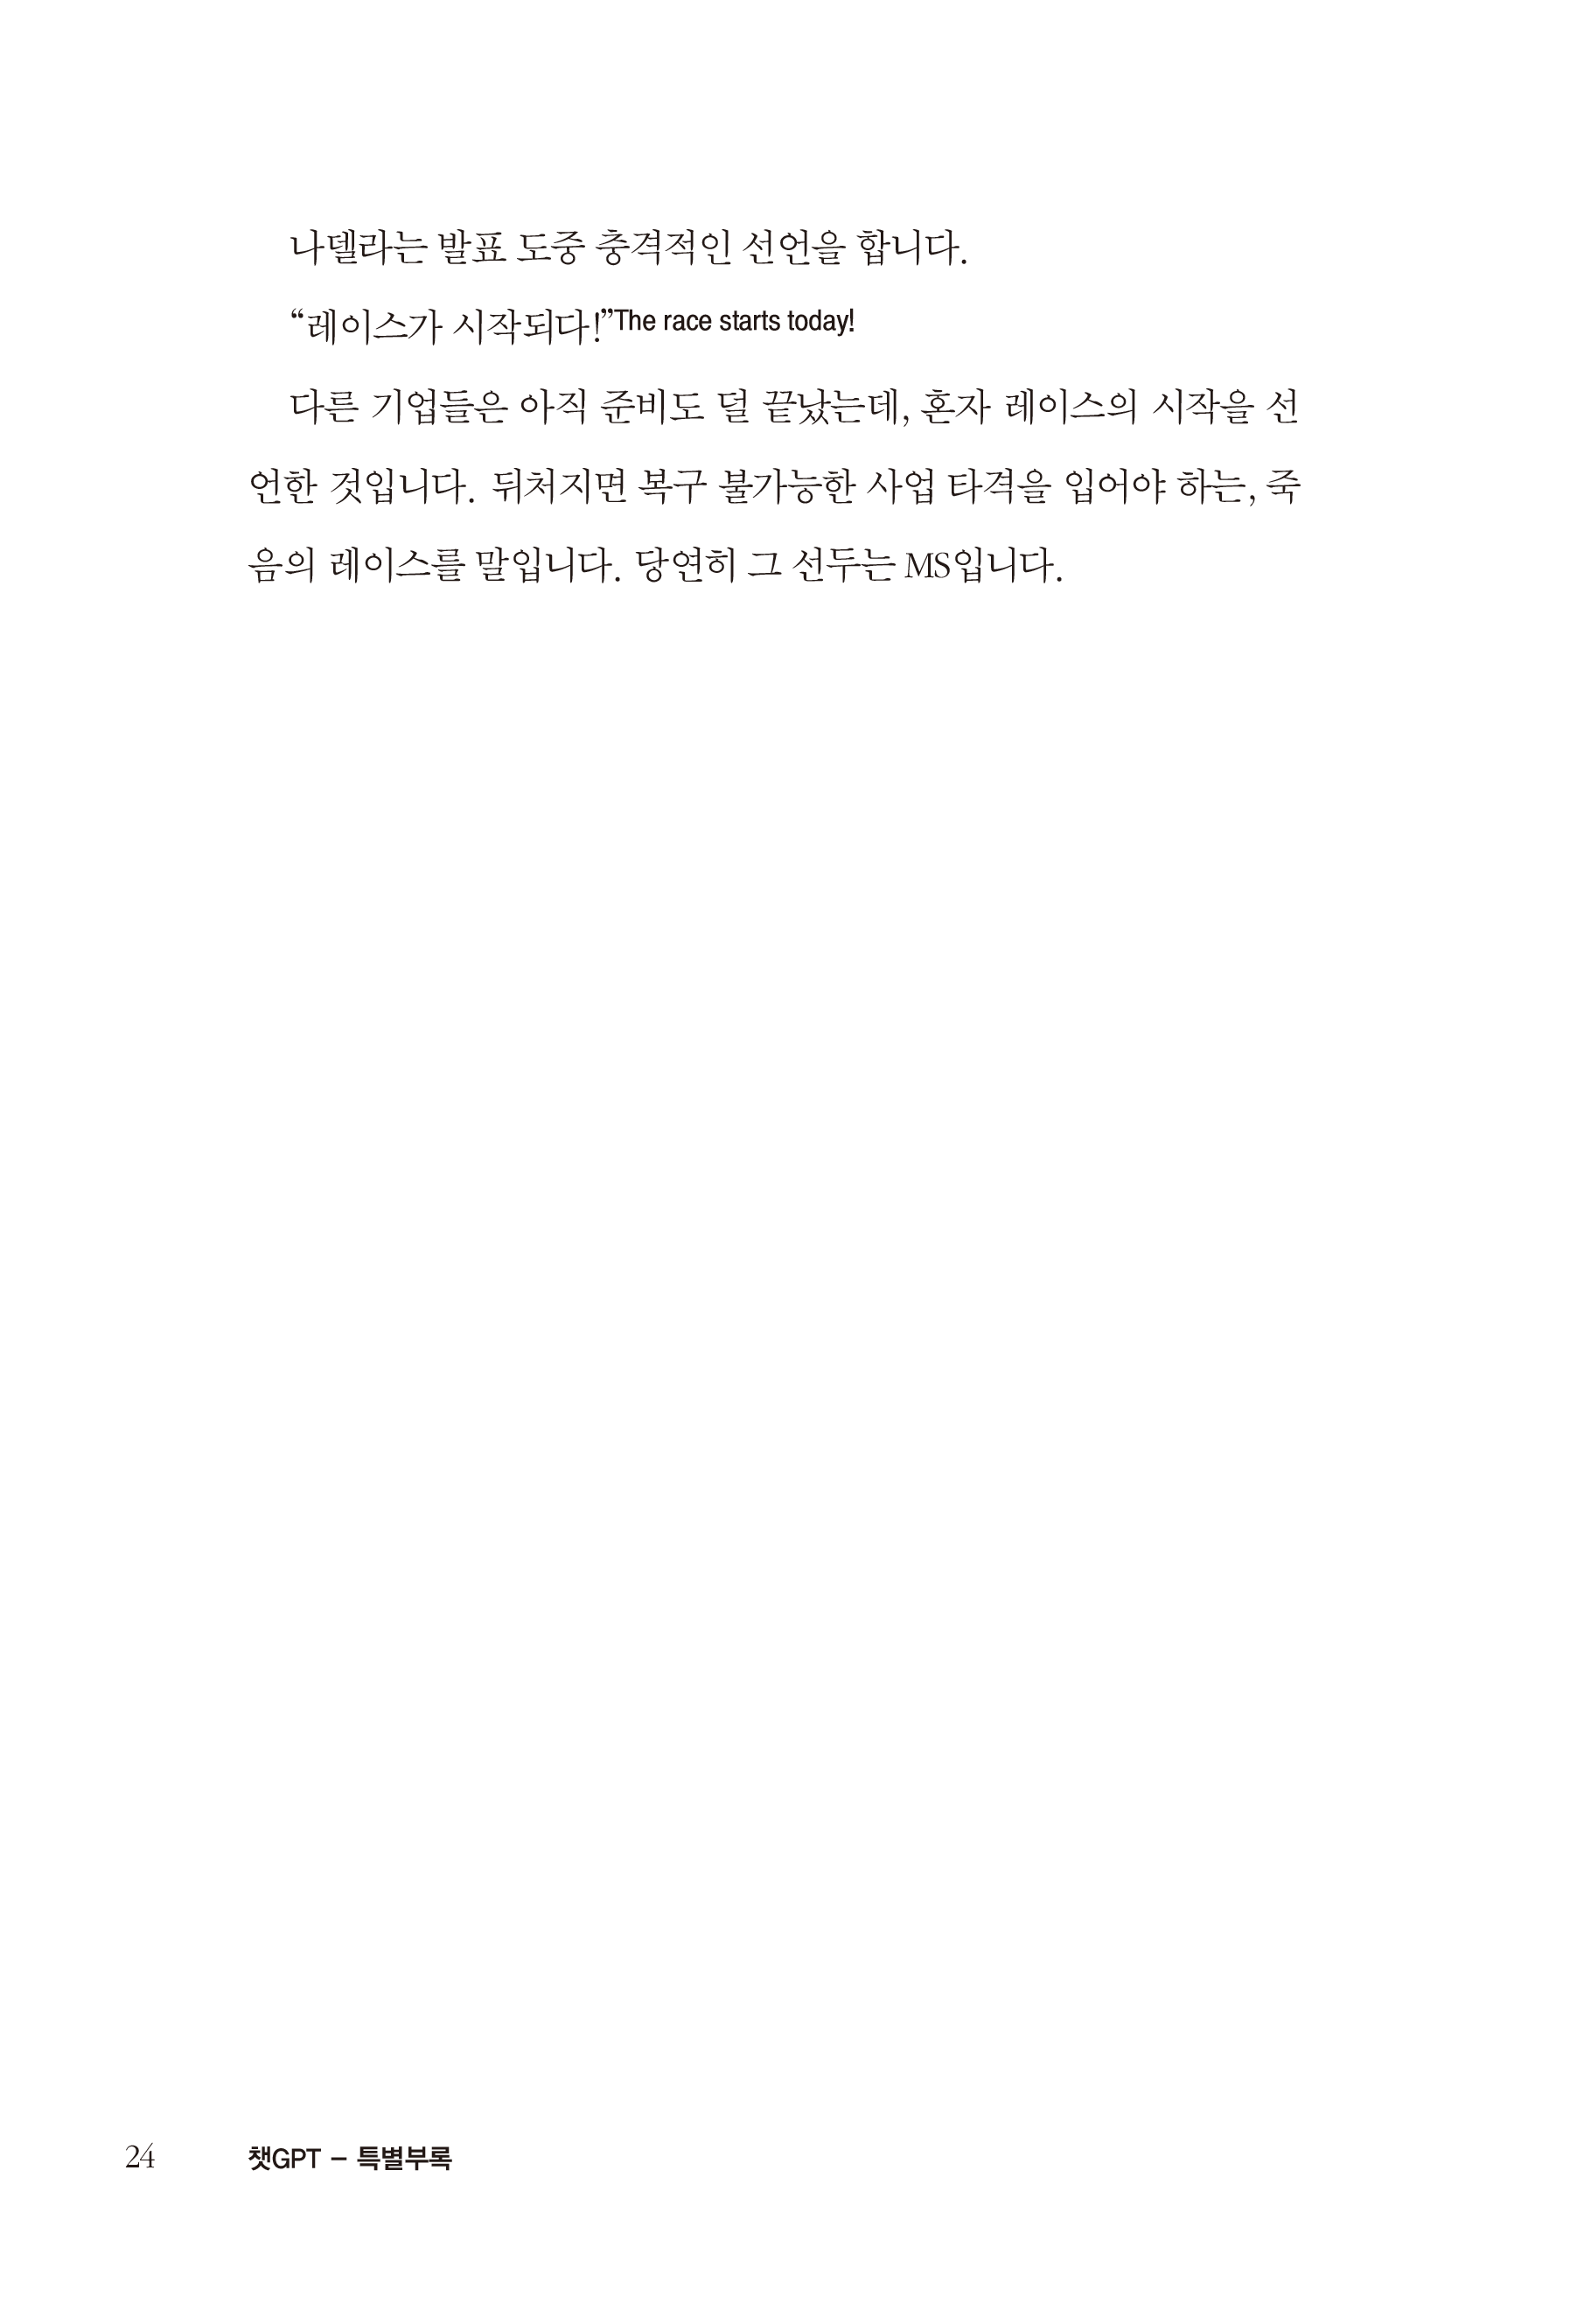 나델라는 발표 도중 충격적인 선언을 합니다.
“레이스가 시작되다!”The race starts today!
다른 기업들은 아직 준비도 덜 끝났는데, 혼자 레이스의 시작을 선
언한 것입니다. 뒤처지면 복구 불가능한 사업 타격을 입어야 하는, 죽
음의 레이스를 말입니다. 당연히 그 선두는 MS입니다.
24 챗GPT – 특별부록